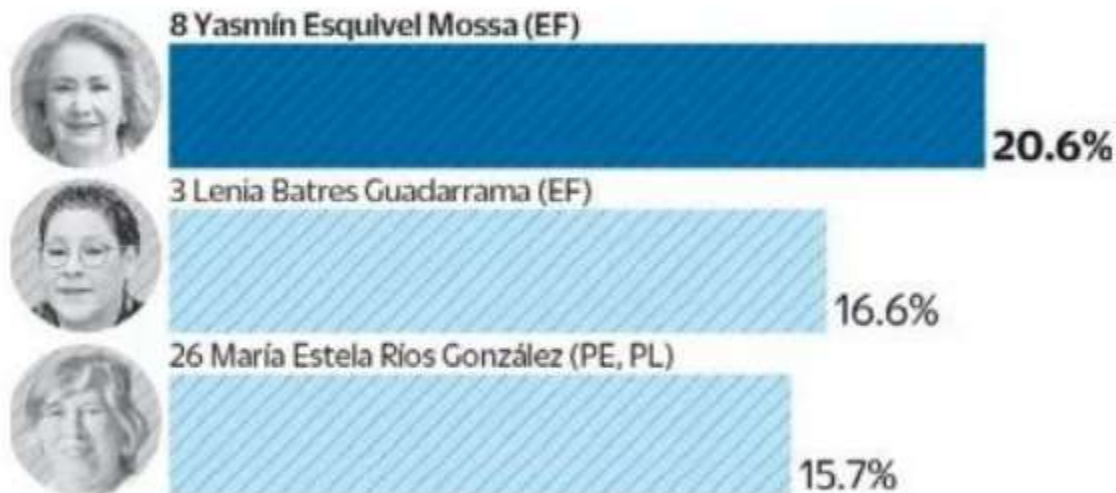 8 Yasmín Esquivel Mossa (EF)
20.6%
3 Lenia Batres Guadarrama (EF)
16.6%
26 María Estela Ríos González (PE, PL)
15.7%